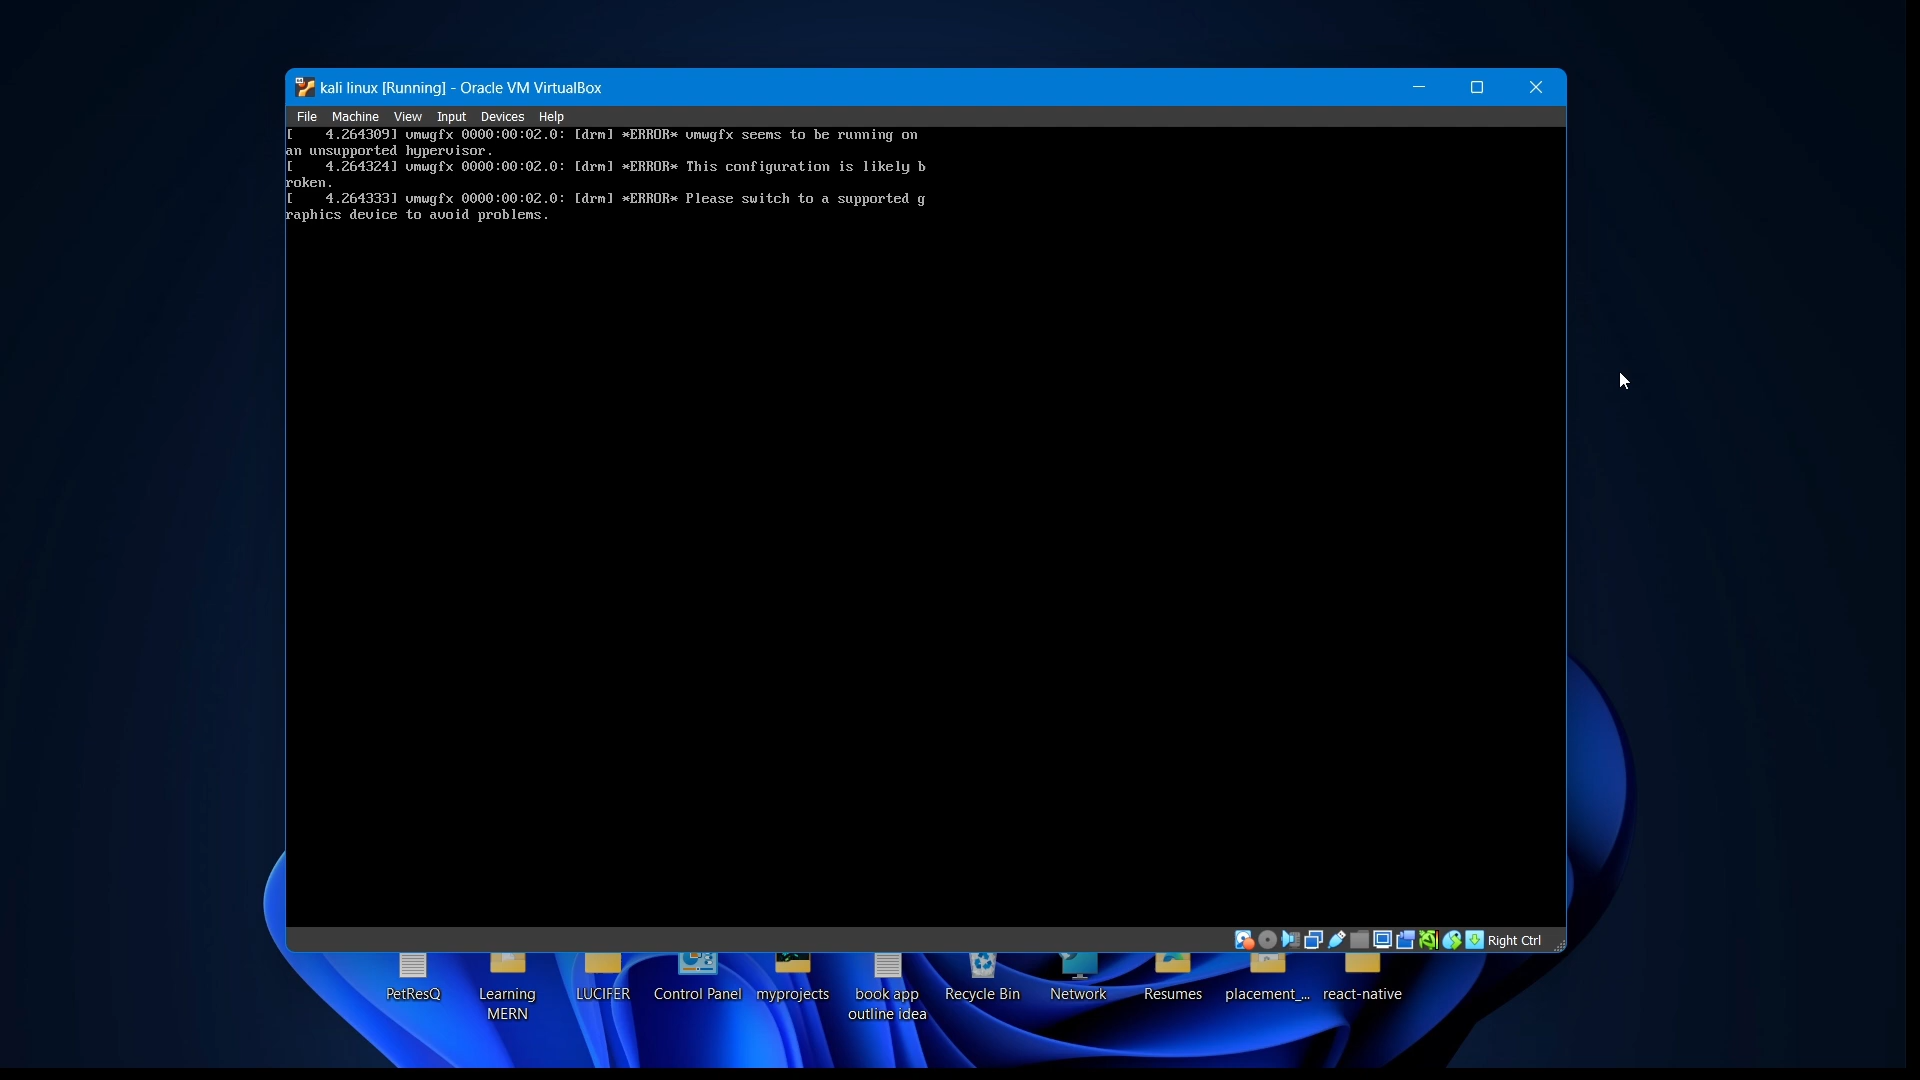 kali linux [Running] - Oracle VM VirtualBox
File Machine View Input Devices Help
[    4.264309] vmwgfx 0000:00:02.0: [drm] *ERROR* vmwgfx seems to be running on
an unsupported hypervisor.
[    4.264324] vmwgfx 0000:00:02.0: [drm] *ERROR* This configuration is likely b
roken.
[    4.264333] vmwgfx 0000:00:02.0: [drm] *ERROR* Please switch to a supported g
raphics device to avoid problems.
Right Ctrl
PetResQ Learning LUCIFER Control Panel myprojects book app Recycle Bin Network Resumes placement_... react-native
MERN outline idea